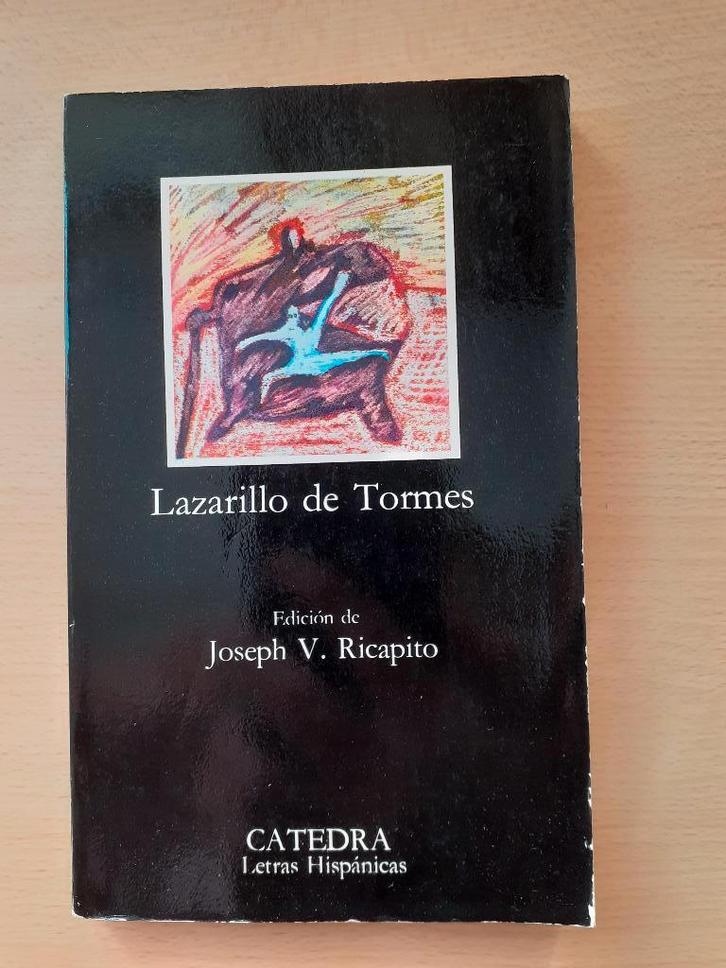 Lazarillo de Tormes
Edición de
Joseph V. Ricapito
CATEDRA
Letras Hispánicas